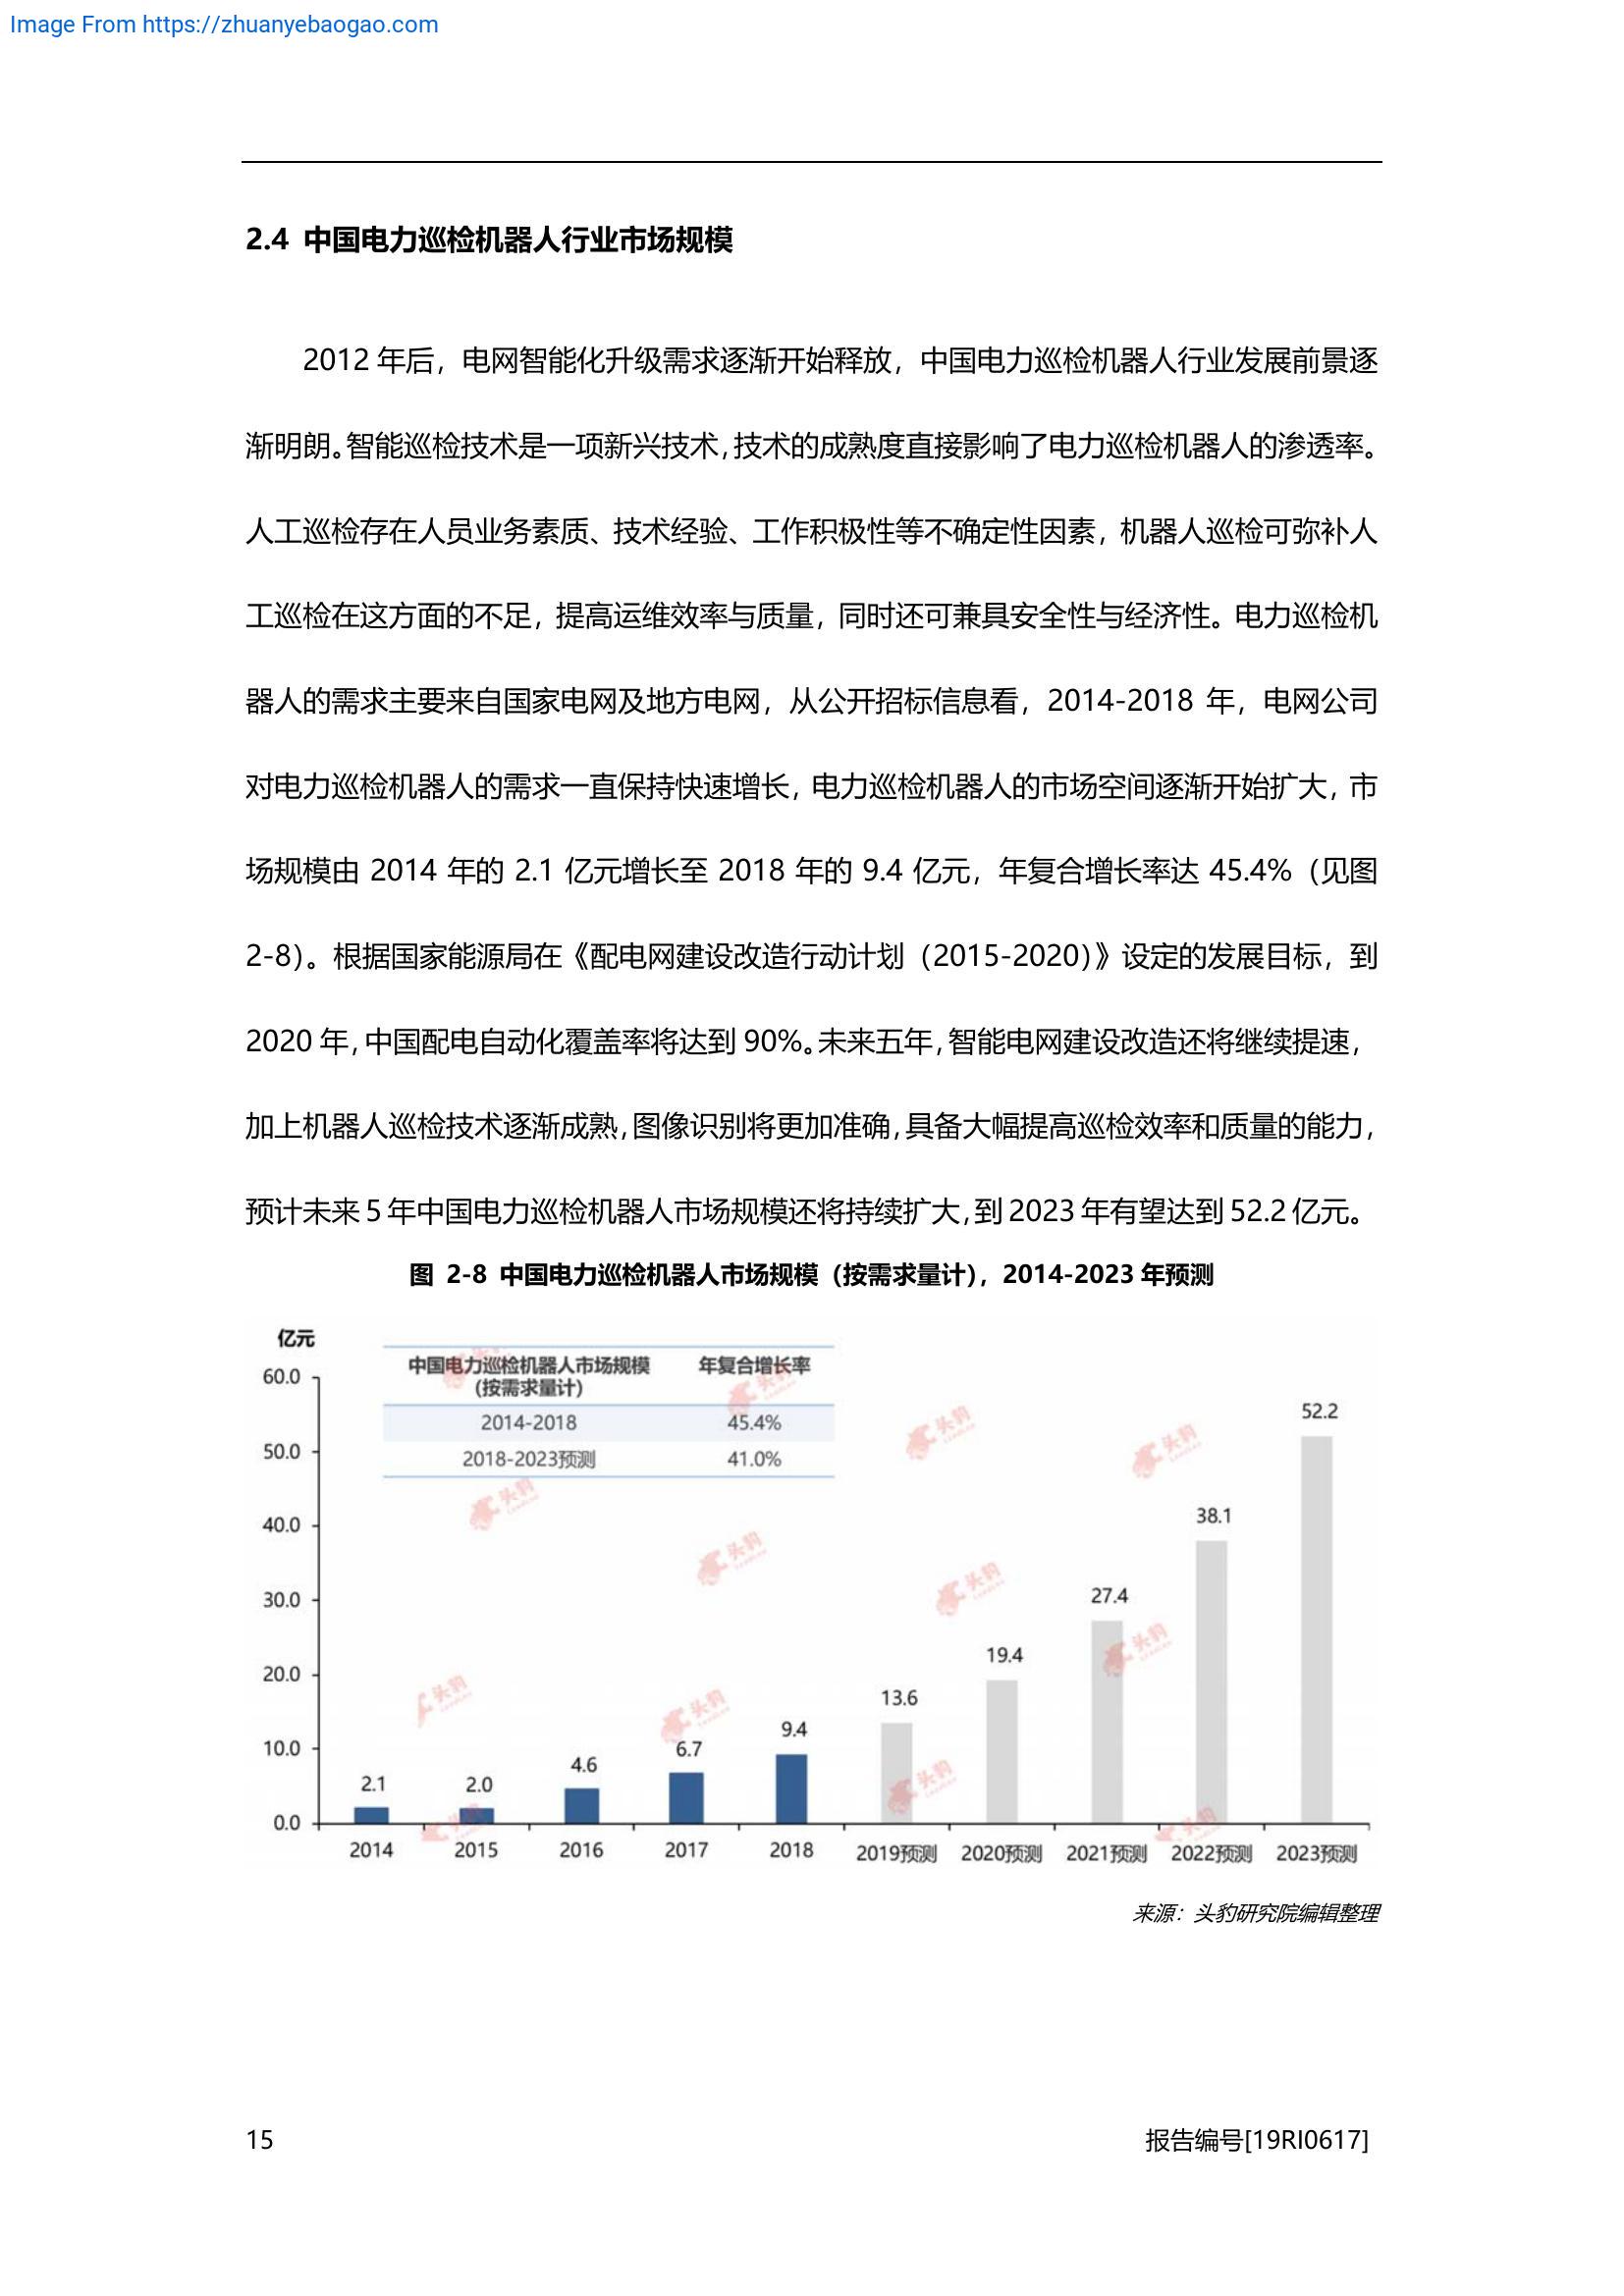 Image From https://zhuanyebaogao.com
2.4 中国电力巡检机器人行业市场规模
2012 年后，电网智能化升级需求逐渐开始释放，中国电力巡检机器人行业发展前景逐
渐明朗。智能巡检技术是一项新兴技术，技术的成熟度直接影响了电力巡检机器人的渗透率。
人工巡检存在人员业务素质、技术经验、工作积极性等不确定性因素，机器人巡检可弥补人
工巡检在这方面的不足，提高运维效率与质量，同时还可兼具安全性与经济性。电力巡检机
器人的需求主要来自国家电网及地方电网，从公开招标信息看，2014-2018 年，电网公司
对电力巡检机器人的需求一直保持快速增长，电力巡检机器人的市场空间逐渐开始扩大，市
场规模由 2014 年的 2.1 亿元增长至 2018 年的 9.4 亿元，年复合增长率达 45.4%（见图
2-8）。根据国家能源局在《配电网建设改造行动计划（2015-2020）》设定的发展目标，到
2020 年，中国配电自动化覆盖率将达到 90%。未来五年，智能电网建设改造还将继续提速，
加上机器人巡检技术逐渐成熟，图像识别将更加准确，具备大幅提高巡检效率和质量的能力，
预计未来 5 年中国电力巡检机器人市场规模还将持续扩大，到 2023 年有望达到 52.2 亿元。
图 2-8 中国电力巡检机器人市场规模（按需求量计），2014-2023 年预测
亿元
中国电力巡检机器人市场规模 年复合增长率
(按需求量计)
2014-2018 45.4%
2018-2023预测 41.0%
60.0
50.0
40.0
30.0
20.0
10.0
0.0
2.1 2.0 4.6 6.7 9.4 13.6 19.4 27.4 38.1 52.2
2014 2015 2016 2017 2018 2019预测 2020预测 2021预测 2022预测 2023预测
头豹
来源：头豹研究院编辑整理
15 报告编号[19RI0617]